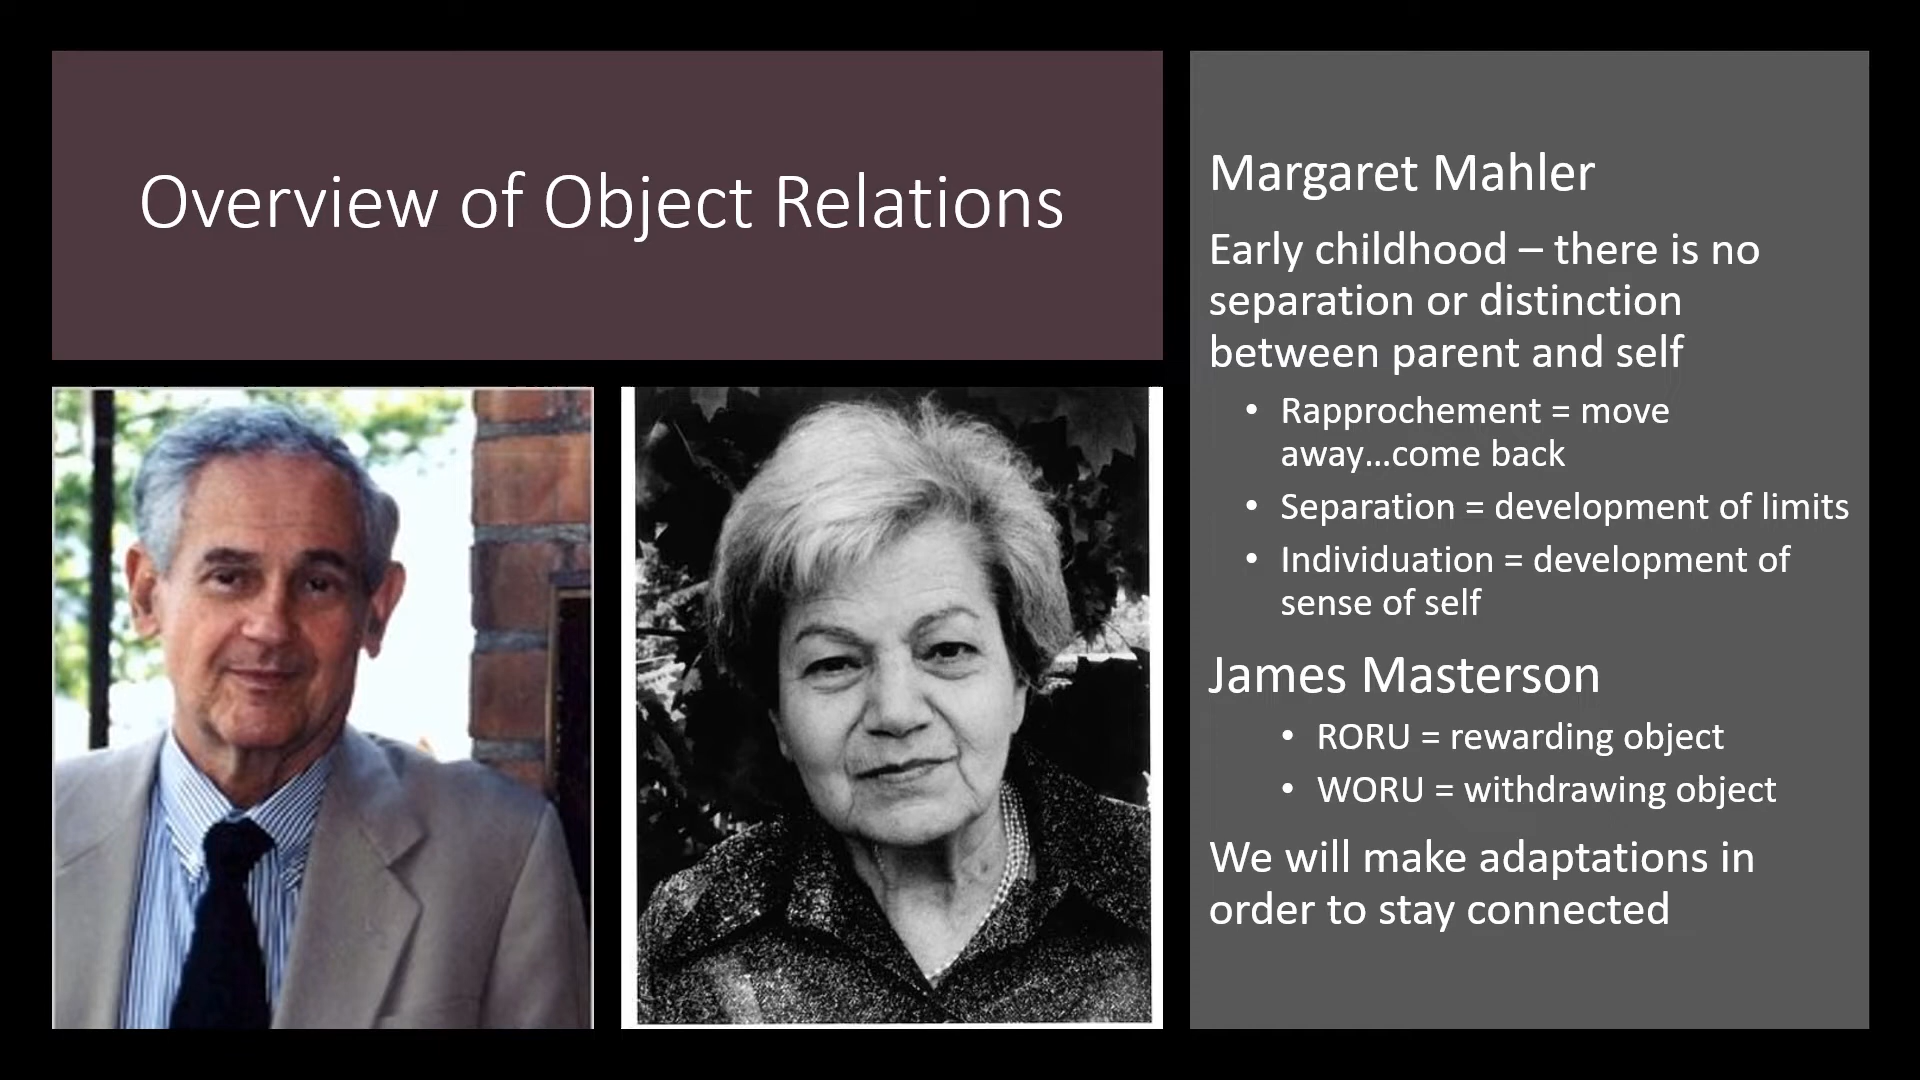 Overview of Object Relations
Margaret Mahler
Early childhood – there is no
separation or distinction
between parent and self
• Rapprochement = move
away...come back
• Separation = development of limits
• Individuation = development of
sense of self
James Masterson
• RORU = rewarding object
• WORU = withdrawing object
We will make adaptations in
order to stay connected